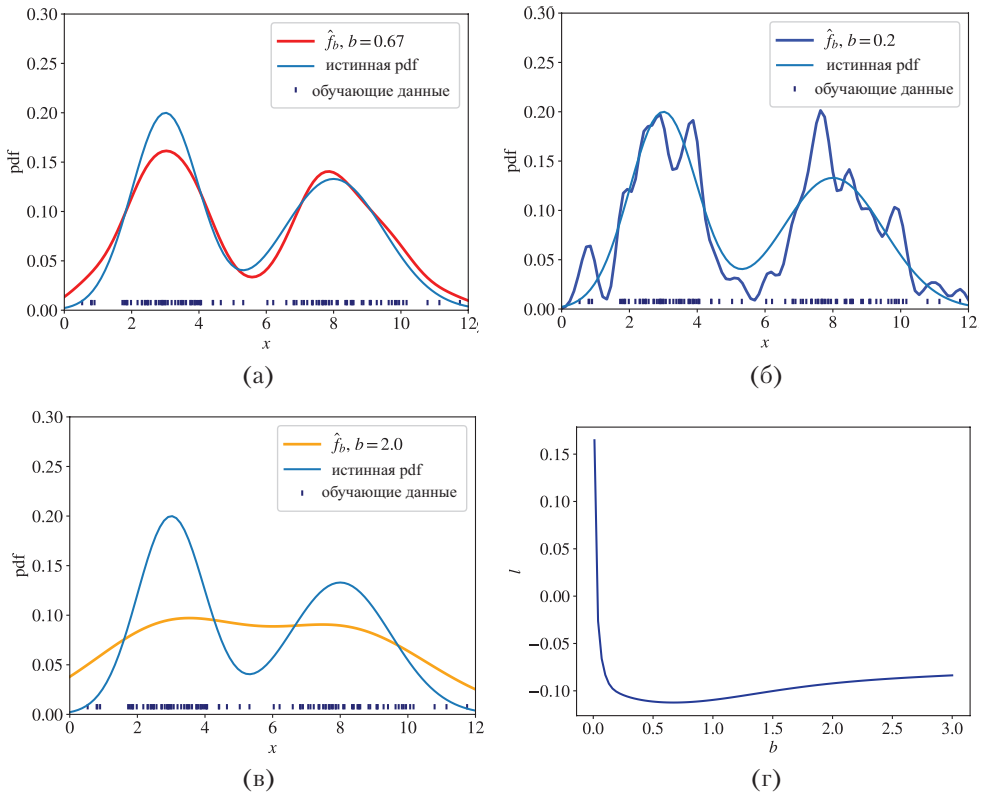 0.30
0.25
0.20
0.15
0.10
0.05
0.00
pdf
0 2 4 6 8 10 12
x
f̂_b, b = 0.67
истинная pdf
обучающие данные
(а)
0.30
0.25
0.20
0.15
0.10
0.05
0.00
pdf
0 2 4 6 8 10 12
x
f̂_b, b = 0.2
истинная pdf
обучающие данные
(б)
0.30
0.25
0.20
0.15
0.10
0.05
0.00
pdf
0 2 4 6 8 10 12
x
f̂_b, b = 2.0
истинная pdf
обучающие данные
(в)
0.15
0.10
0.05
0.00
−0.05
−0.10
l
0.0 0.5 1.0 1.5 2.0 2.5 3.0
b
(г)